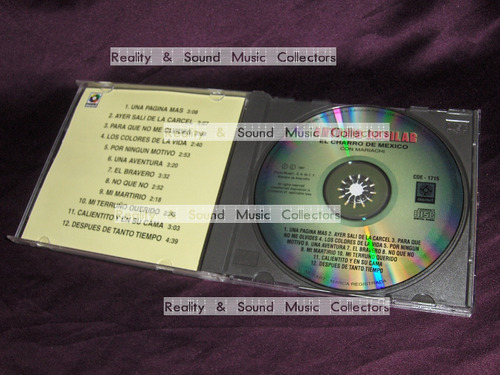 Reality & Sound Music Collectors
1. UNA PAGINA MAS 3:08
2. AYER SALI DE LA CARCEL
3. PARA QUE NO ME OLVIDES
Reality & Sound Music Collectors
4. LOS COLORES DE LA VIDA 2:40
5. POR NINGUN MOTIVO 2:53
6. UNA AVENTURA 3:20
7. EL BRAVERO
8. NO QUE NO 2:52
9. MI MARTIRIO
10. MI TERRUÑO QUERIDO
Reality & Sound Music Collectors
11. CALIENTITO Y EN SU CAMA 3:03
12. DESPUES DE TANTO TIEMPO 4:39
EL CHARRO DE MEXICO
CON MARIACHI
CDE - 1715
1. UNA PAGINA MAS 2. AYER SALI DE LA CARCEL 3. PARA QUE
NO ME OLVIDES 4. LOS COLORES DE LA VIDA 5. POR NINGUN
MOTIVO 6. UNA AVENTURA 7. EL BRAVERO 8. NO QUE NO
9. MI MARTIRIO 10. MI TERRUÑO QUERIDO
11. CALIENTITO Y EN SU CAMA
12. DESPUES DE TANTO TIEMPO
MARCA REGISTRADA
Reality & Sound Music Collectors